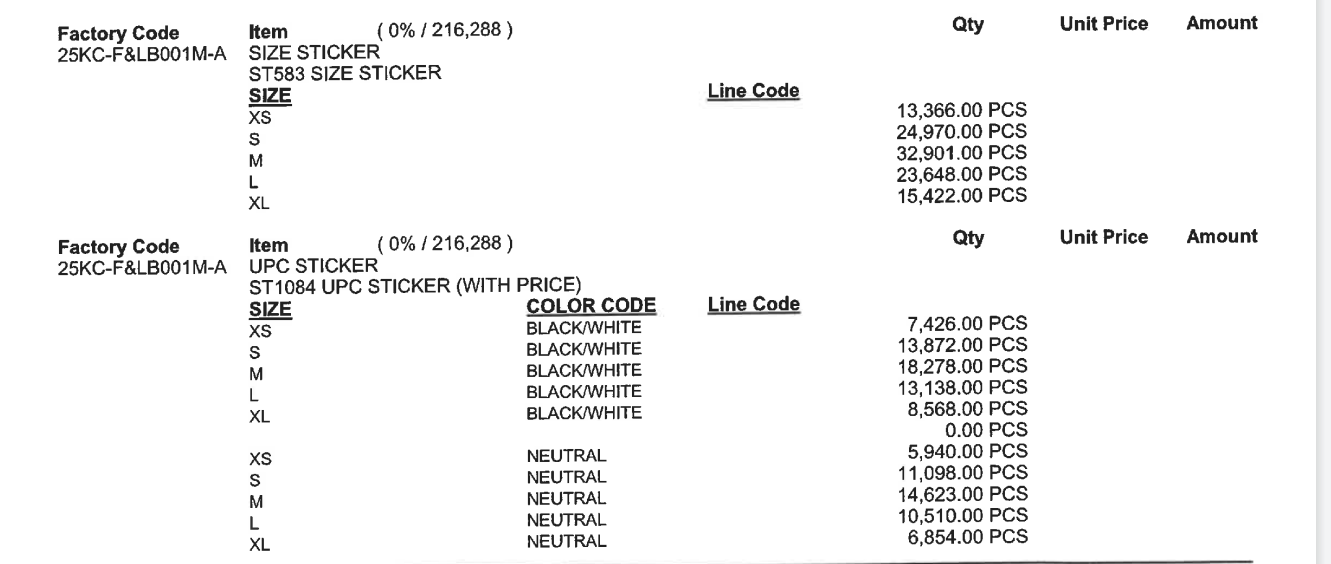 Factory Code Item ( 0% / 216,288 ) Qty Unit Price Amount
25KC-F&LB001M-A SIZE STICKER
ST583 SIZE STICKER
SIZE Line Code
XS 13,366.00 PCS
S 24,970.00 PCS
M 32,901.00 PCS
L 23,648.00 PCS
XL 15,422.00 PCS
Factory Code Item ( 0% / 216,288 ) Qty Unit Price Amount
25KC-F&LB001M-A UPC STICKER
ST1084 UPC STICKER (WITH PRICE)
SIZE COLOR CODE Line Code
XS BLACK/WHITE 7,426.00 PCS
S BLACK/WHITE 13,872.00 PCS
M BLACK/WHITE 18,278.00 PCS
L BLACK/WHITE 13,138.00 PCS
XL BLACK/WHITE 8,568.00 PCS
0.00 PCS
XS NEUTRAL 5,940.00 PCS
S NEUTRAL 11,098.00 PCS
M NEUTRAL 14,623.00 PCS
L NEUTRAL 10,510.00 PCS
XL NEUTRAL 6,854.00 PCS